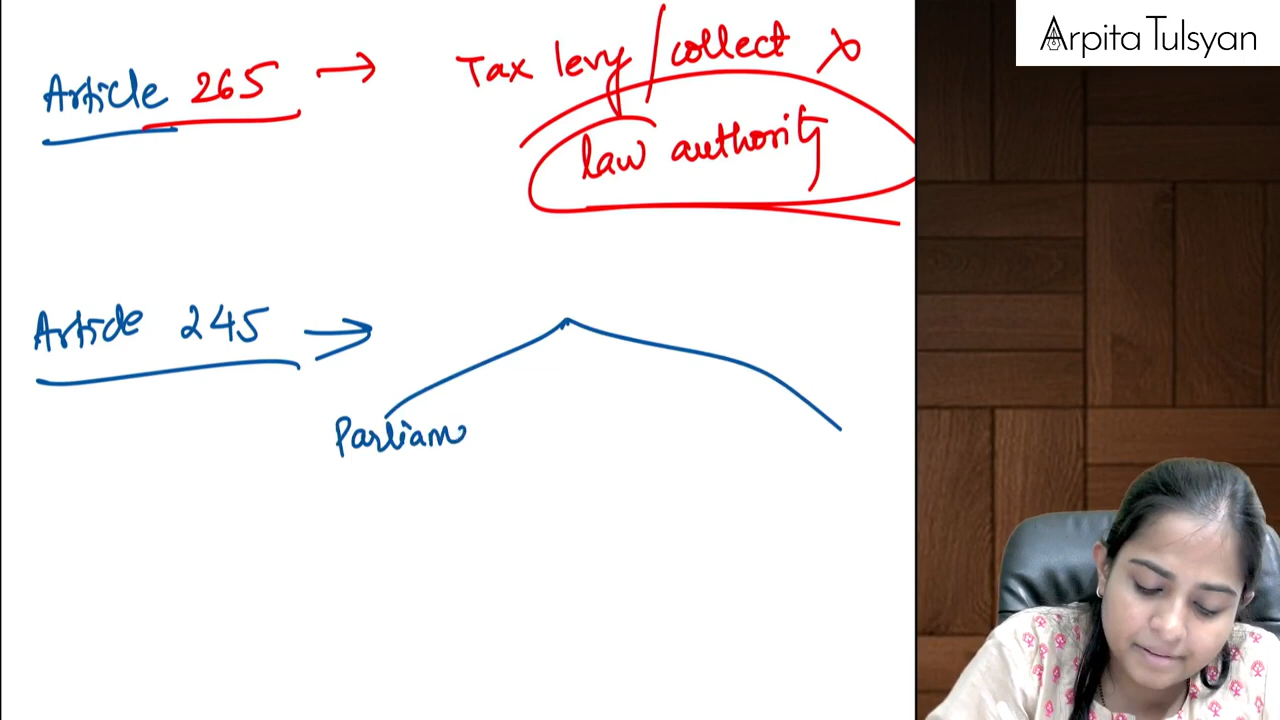 Arpita Tulsyan
Article 265 → Tax levy / collect X
law authority
Article 245 →
Parliam